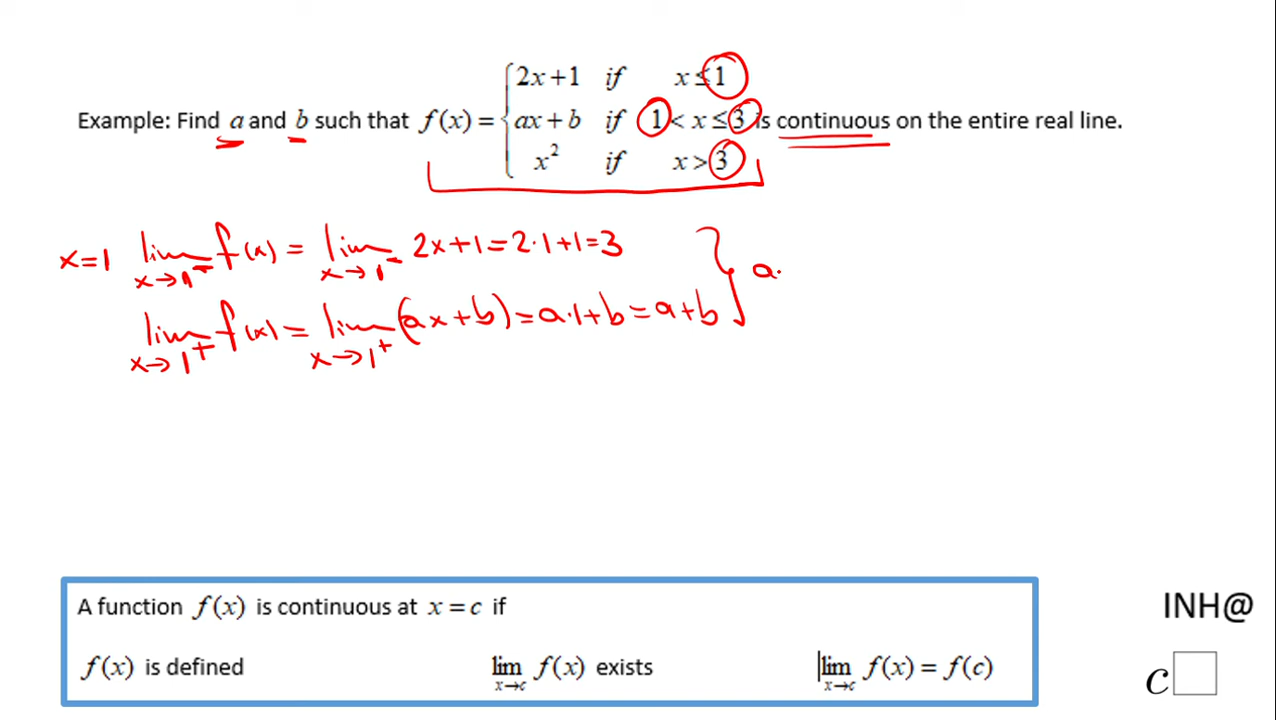 2x+1 if x≤1
Example: Find a and b such that f(x) = ax+b if 1< x≤3 is continuous on the entire real line.
x² if x>3
x=1 lim x→1⁻ f(x) = lim x→1⁻ 2x+1=2·1+1=3
a.
lim x→1⁺ f(x) = lim x→1⁺ (ax+b)=a·1+b=a+b
A function f(x) is continuous at x=c if
f(x) is defined lim x→c f(x) exists lim x→c f(x) = f(c)
INH@
c